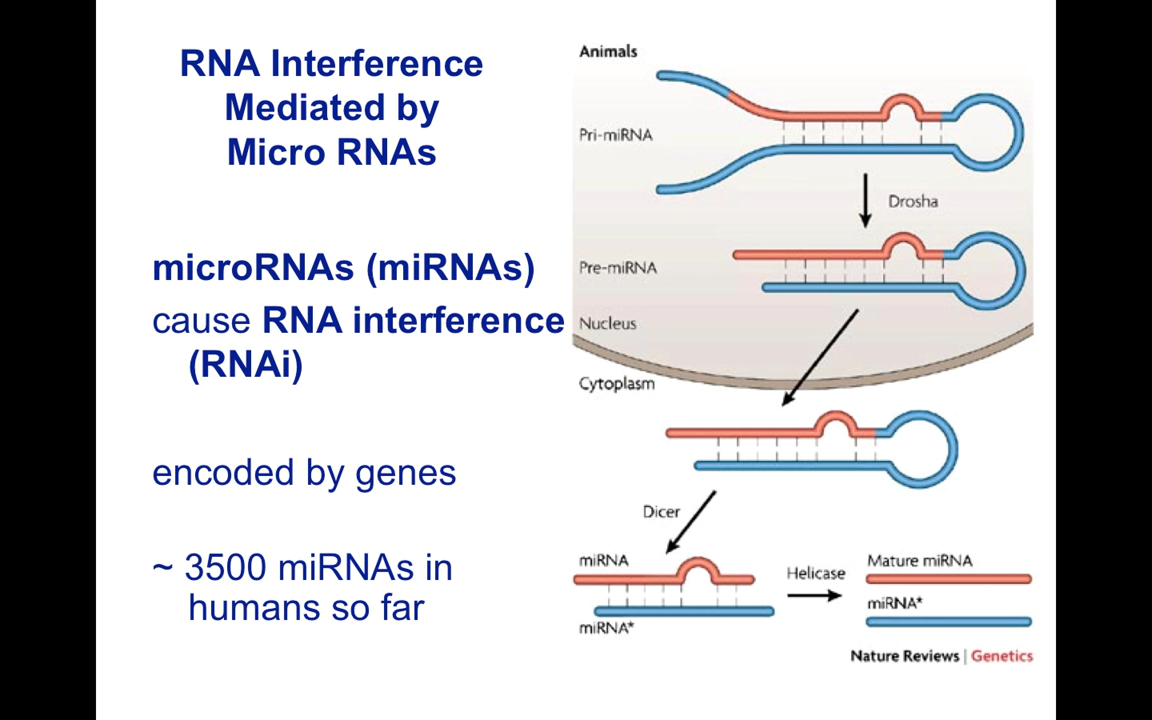 RNA Interference
Mediated by
Micro RNAs
microRNAs (miRNAs)
cause RNA interference
(RNAi)
encoded by genes
~ 3500 miRNAs in
humans so far
Animals
Pri-miRNA
Drosha
Pre-miRNA
Nucleus
Cytoplasm
Dicer
miRNA
miRNA*
Helicase
Mature miRNA
miRNA*
Nature Reviews | Genetics